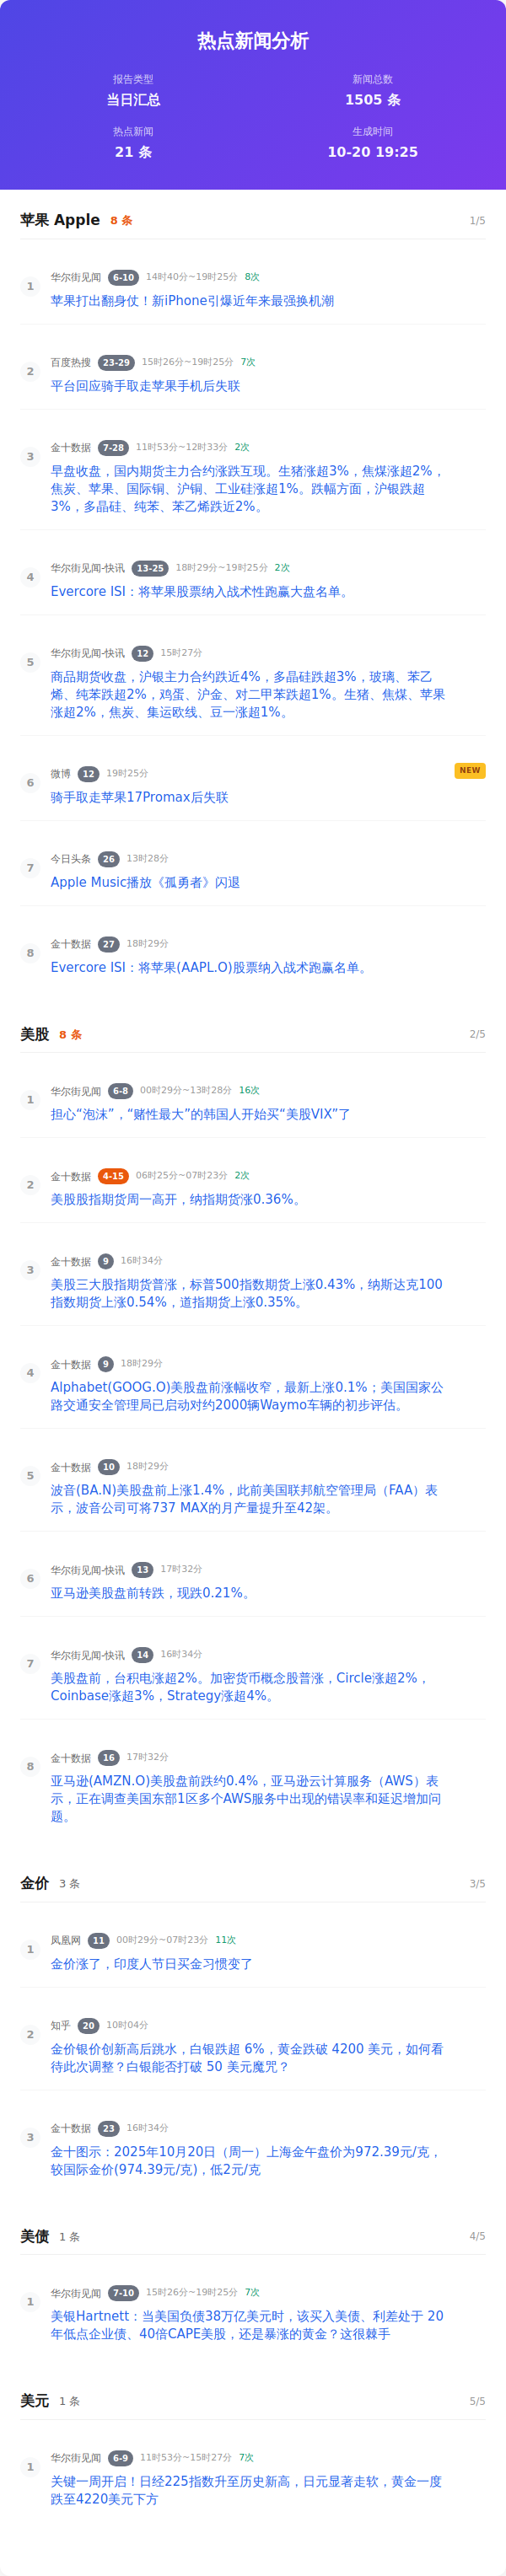 热点新闻分析
报告类型
新闻总数
当日汇总
1505 条
热点新闻
生成时间
21 条
10-20 19:25
苹果 Apple 8 条 1/5
1
华尔街见闻 6-10 14时40分~19时25分 8次
苹果打出翻身仗！新iPhone引爆近年来最强换机潮
2
百度热搜 23-29 15时26分~19时25分 7次
平台回应骑手取走苹果手机后失联
3
金十数据 7-28 11时53分~12时33分 2次
早盘收盘，国内期货主力合约涨跌互现。生猪涨超3%，焦煤涨超2%，
焦炭、苹果、国际铜、沪铜、工业硅涨超1%。跌幅方面，沪银跌超
3%，多晶硅、纯苯、苯乙烯跌近2%。
4
华尔街见闻-快讯 13-25 18时29分~19时25分 2次
Evercore ISI：将苹果股票纳入战术性跑赢大盘名单。
5
华尔街见闻-快讯 12 15时27分
商品期货收盘，沪银主力合约跌近4%，多晶硅跌超3%，玻璃、苯乙
烯、纯苯跌超2%，鸡蛋、沪金、对二甲苯跌超1%。生猪、焦煤、苹果
涨超2%，焦炭、集运欧线、豆一涨超1%。
6
微博 12 19时25分 NEW
骑手取走苹果17Promax后失联
7
今日头条 26 13时28分
Apple Music播放《孤勇者》闪退
8
金十数据 27 18时29分
Evercore ISI：将苹果(AAPL.O)股票纳入战术跑赢名单。
美股 8 条 2/5
1
华尔街见闻 6-8 00时29分~13时28分 16次
担心“泡沫”，“赌性最大”的韩国人开始买“美股VIX”了
2
金十数据 4-15 06时25分~07时23分 2次
美股股指期货周一高开，纳指期货涨0.36%。
3
金十数据 9 16时34分
美股三大股指期货普涨，标普500指数期货上涨0.43%，纳斯达克100
指数期货上涨0.54%，道指期货上涨0.35%。
4
金十数据 9 18时29分
Alphabet(GOOG.O)美股盘前涨幅收窄，最新上涨0.1%；美国国家公
路交通安全管理局已启动对约2000辆Waymo车辆的初步评估。
5
金十数据 10 18时29分
波音(BA.N)美股盘前上涨1.4%，此前美国联邦航空管理局（FAA）表
示，波音公司可将737 MAX的月产量提升至42架。
6
华尔街见闻-快讯 13 17时32分
亚马逊美股盘前转跌，现跌0.21%。
7
华尔街见闻-快讯 14 16时34分
美股盘前，台积电涨超2%。加密货币概念股普涨，Circle涨超2%，
Coinbase涨超3%，Strategy涨超4%。
8
金十数据 16 17时32分
亚马逊(AMZN.O)美股盘前跌约0.4%，亚马逊云计算服务（AWS）表
示，正在调查美国东部1区多个AWS服务中出现的错误率和延迟增加问
题。
金价 3 条 3/5
1
凤凰网 11 00时29分~07时23分 11次
金价涨了，印度人节日买金习惯变了
2
知乎 20 10时04分
金价银价创新高后跳水，白银跌超 6%，黄金跌破 4200 美元，如何看
待此次调整？白银能否打破 50 美元魔咒？
3
金十数据 23 16时34分
金十图示：2025年10月20日（周一）上海金午盘价为972.39元/克，
较国际金价(974.39元/克)，低2元/克
美债 1 条 4/5
1
华尔街见闻 7-10 15时26分~19时25分 7次
美银Hartnett：当美国负债38万亿美元时，该买入美债、利差处于 20
年低点企业债、40倍CAPE美股，还是暴涨的黄金？这很棘手
美元 1 条 5/5
1
华尔街见闻 6-9 11时53分~15时27分 7次
关键一周开启！日经225指数升至历史新高，日元显著走软，黄金一度
跌至4220美元下方